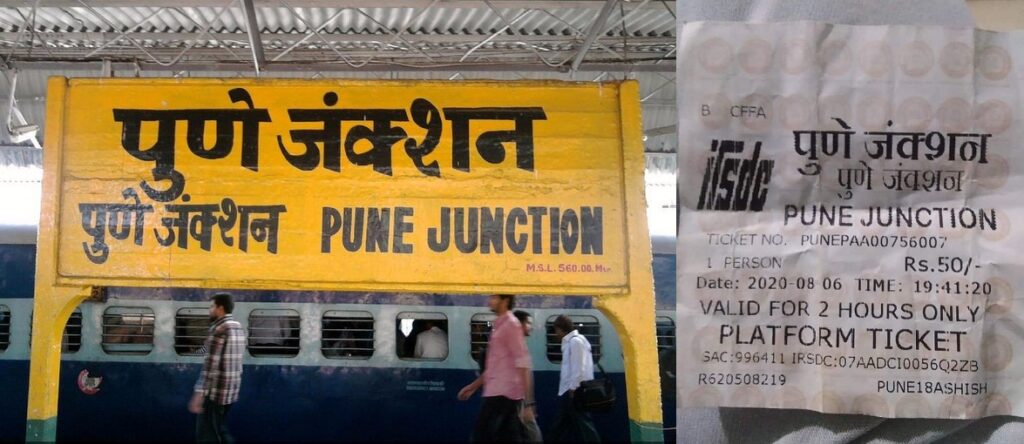 पुणे जंक्शन
पुणे जंक्शन PUNE JUNCTION
M.S.L. 560.00. Mtr.
B CFFA
irsdc पुणे जंक्शन
पुणे जंक्शन
PUNE JUNCTION
TICKET NO. PUNEPAA00756007
1 PERSON Rs.50/-
Date: 2020-08 06 TIME: 19:41:20
VALID FOR 2 HOURS ONLY
PLATFORM TICKET
SAC:996411 IRSDC:07AADCI0056Q2ZB
R620508219 PUNE18ASHISH